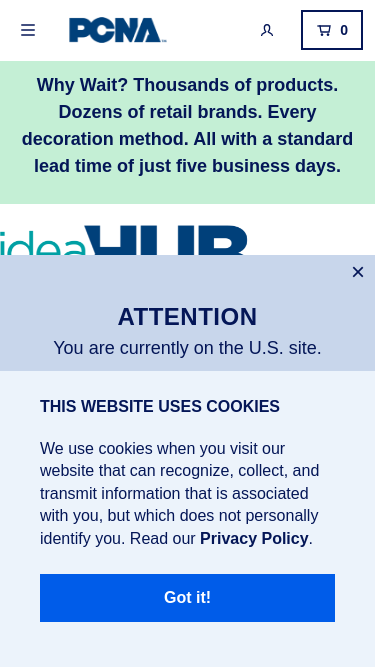 PCNA
0
Why Wait? Thousands of products.
Dozens of retail brands. Every
decoration method. All with a standard
lead time of just five business days.
ideaHUB
ATTENTION
You are currently on the U.S. site.
THIS WEBSITE USES COOKIES
We use cookies when you visit our
website that can recognize, collect, and
transmit information that is associated
with you, but which does not personally
identify you. Read our Privacy Policy.
Got it!